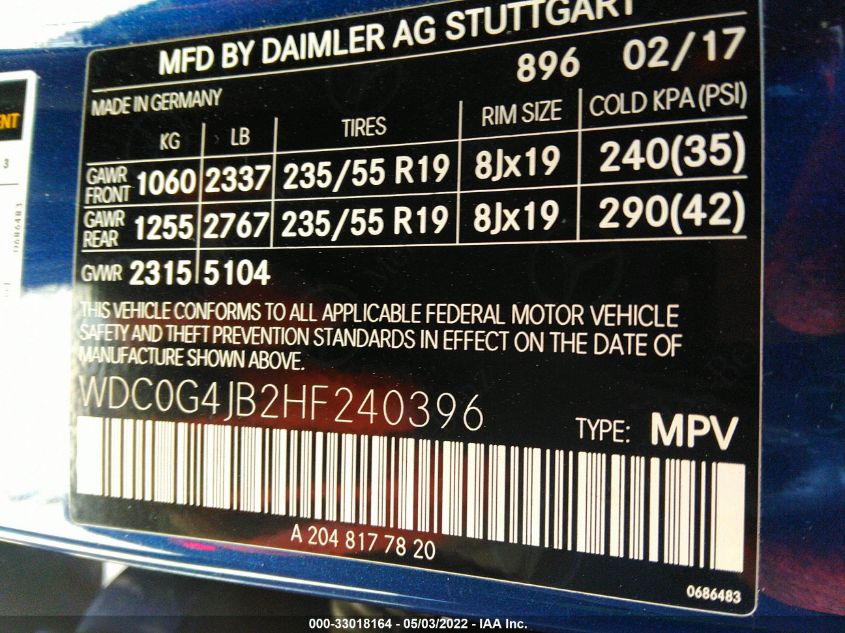 MFD BY DAIMLER AG STUTTGART
896 02/17
MADE IN GERMANY
KG LB TIRES RIM SIZE COLD KPA (PSI)
GAWR FRONT 1060 2337 235/55 R19 8Jx19 240(35)
GAWR REAR 1255 2767 235/55 R19 8Jx19 290(42)
GVWR 2315 5104
THIS VEHICLE CONFORMS TO ALL APPLICABLE FEDERAL MOTOR VEHICLE
SAFETY AND THEFT PREVENTION STANDARDS IN EFFECT ON THE DATE OF
MANUFACTURE SHOWN ABOVE.
WDC0G4JB2HF240396
TYPE: MPV
A 204 817 78 20
0686483
3
0686483
000-33018164 - 05/03/2022 - IAA Inc.